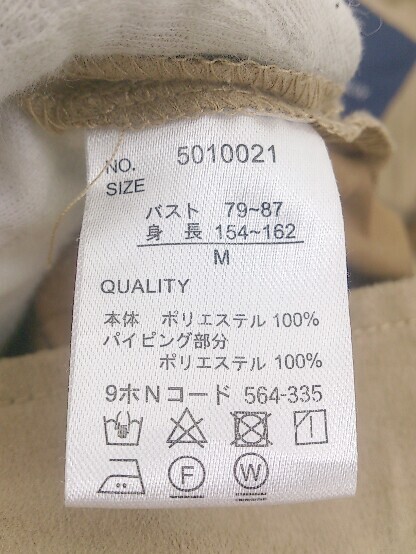 NO. 5010021
SIZE
バスト 79~87
身 長 154~162
M
QUALITY
本体 ポリエステル 100%
パイピング部分
ポリエステル 100%
9ホNコード 564-335
F W